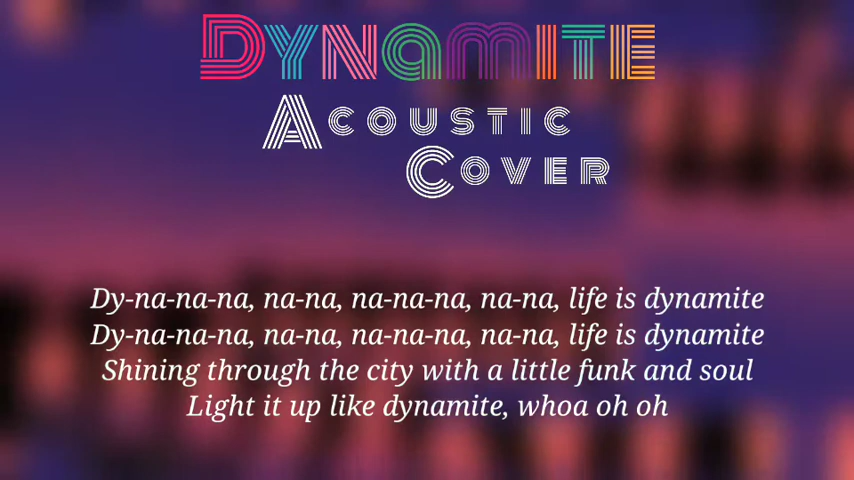 DYNAMITE
ACOUSTIC
COVER
Dy-na-na-na, na-na, na-na-na, na-na, life is dynamite
Dy-na-na-na, na-na, na-na-na, na-na, life is dynamite
Shining through the city with a little funk and soul
Light it up like dynamite, whoa oh oh